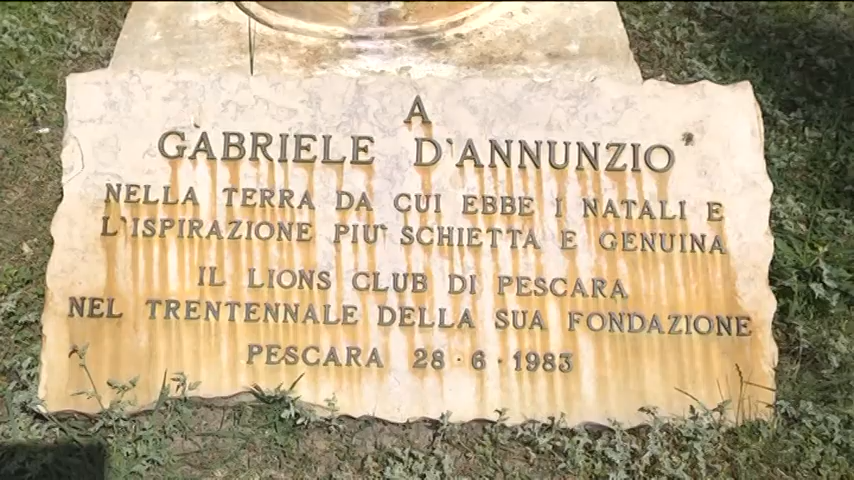 A
GABRIELE D'ANNUNZIO
NELLA TERRA DA CUI EBBE I NATALI E
L'ISPIRAZIONE PIU' SCHIETTA E GENUINA
IL LIONS CLUB DI PESCARA
NEL TRENTENNALE DELLA SUA FONDAZIONE
PESCARA 28·6·1983